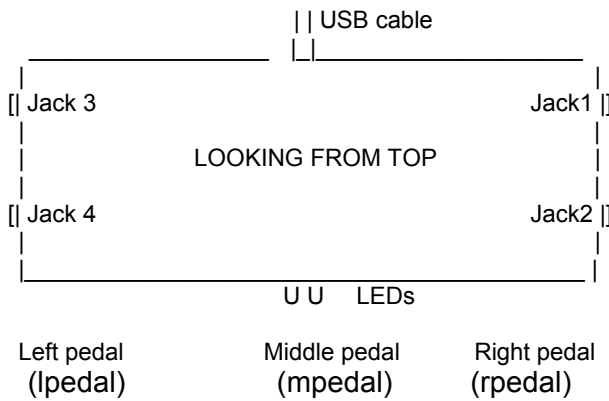 USB cable
Jack 3 Jack1
LOOKING FROM TOP
Jack 4 Jack2
U U LEDs
Left pedal Middle pedal Right pedal
(lpedal) (mpedal) (rpedal)